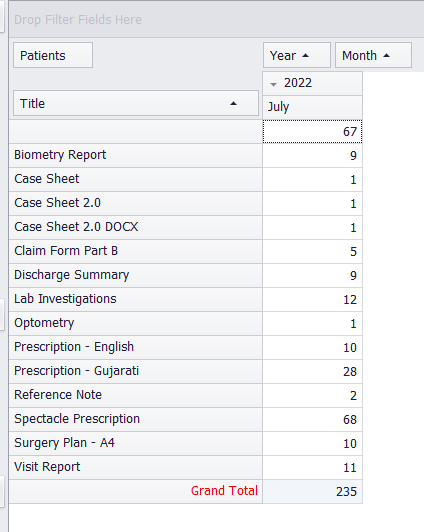 Drop Filter Fields Here
Patients Year Month
2022
Title July
67
Biometry Report 9
Case Sheet 1
Case Sheet 2.0 1
Case Sheet 2.0 DOCX 1
Claim Form Part B 5
Discharge Summary 9
Lab Investigations 12
Optometry 1
Prescription - English 10
Prescription - Gujarati 28
Reference Note 2
Spectacle Prescription 68
Surgery Plan - A4 10
Visit Report 11
Grand Total 235